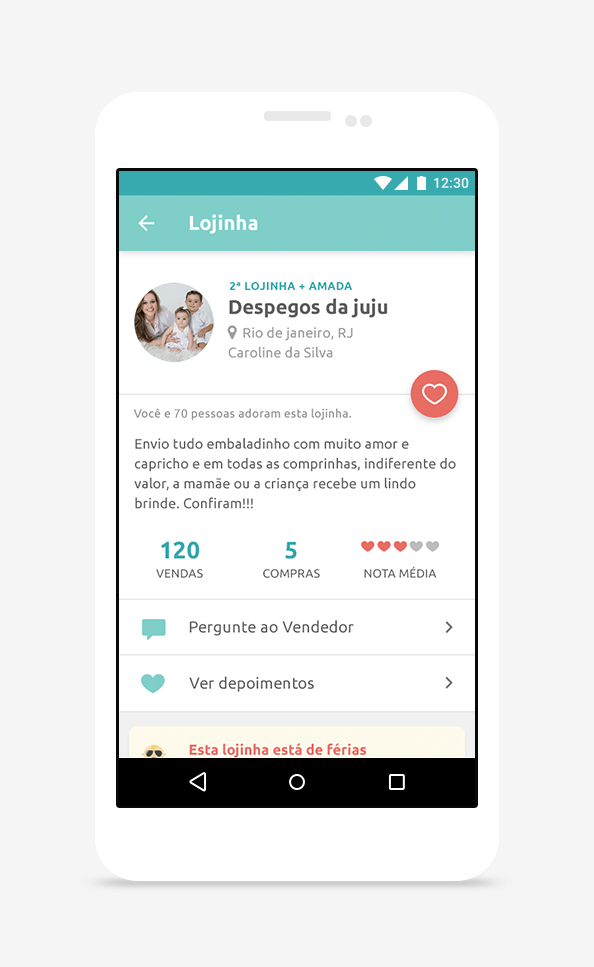 12:30
Lojinha
2ª LOJINHA + AMADA
Despegos da juju
Rio de janeiro, RJ
Caroline da Silva
Você e 70 pessoas adoram esta lojinha.
Envio tudo embaladinho com muito amor e
capricho e em todas as comprinhas, indiferente do
valor, a mamãe ou a criança recebe um lindo
brinde. Confiram!!!
120 5
VENDAS COMPRAS NOTA MÉDIA
Pergunte ao Vendedor
Ver depoimentos
Esta lojinha está de férias